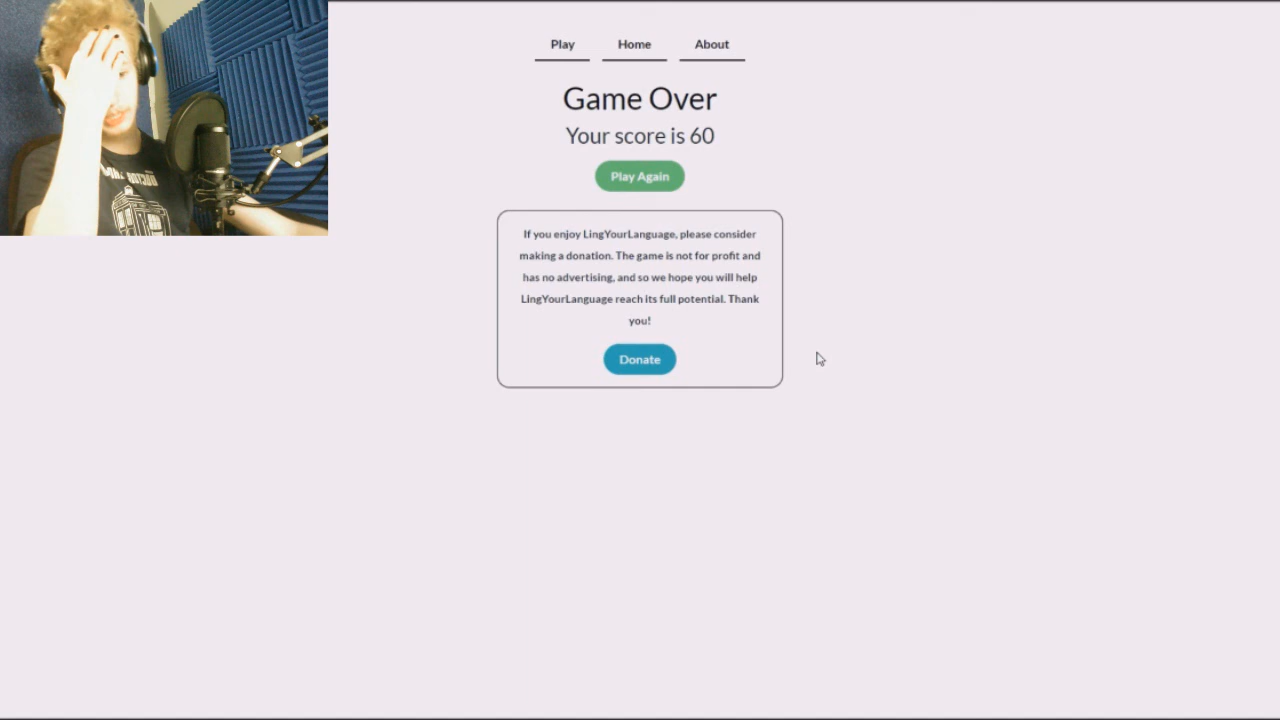 Play Home About
Game Over
Your score is 60
Play Again
If you enjoy LingYourLanguage, please consider
making a donation. The game is not for profit and
has no advertising, and so we hope you will help
LingYourLanguage reach its full potential. Thank
you!
Donate